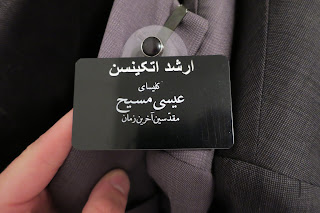 ارشد اتکینسن
کلیسای
عیسی مسیح
مقدسین آخرین زمان